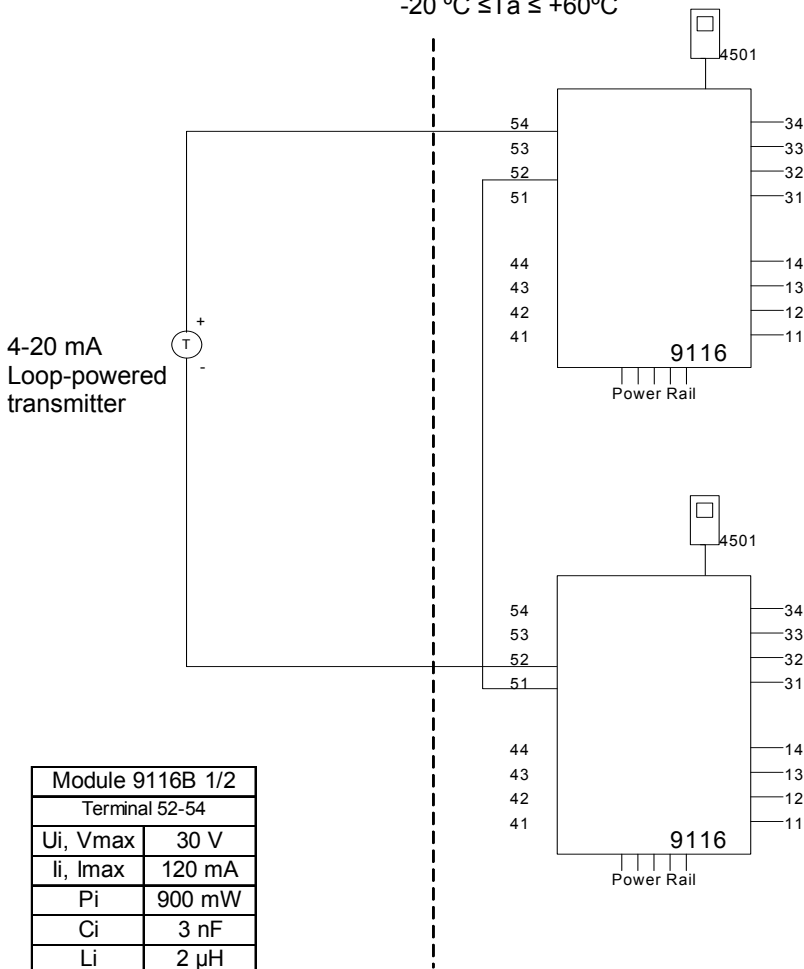 -20 ºC ≤Ta ≤ +60ºC
4501
54
53
52
51
44
43
42
41
34
33
32
31
14
13
12
11
9116
Power Rail
+
T
-
4-20 mA
Loop-powered
transmitter
4501
54
53
52
51
44
43
42
41
34
33
32
31
14
13
12
11
9116
Power Rail
Module 9116B 1/2
Terminal 52-54
Ui, Vmax 30 V
Ii, Imax 120 mA
Pi 900 mW
Ci 3 nF
Li 2 µH